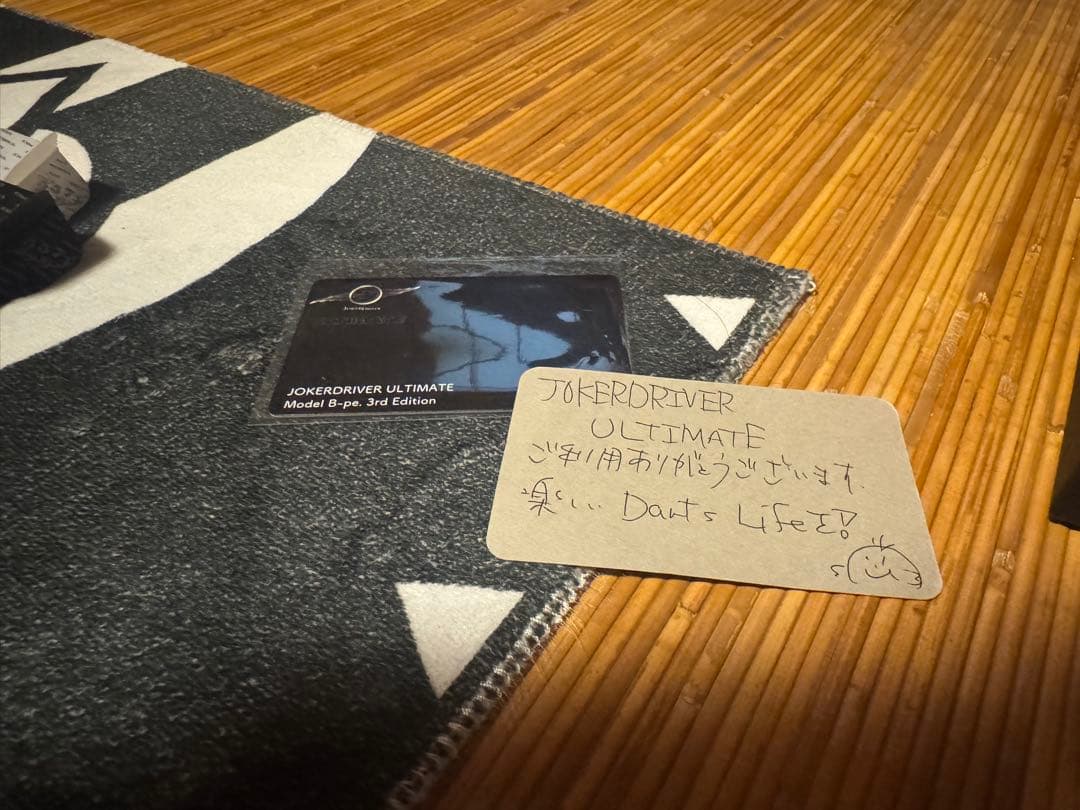 JOKERDRIVER
JOKERDRIVER ULTIMATE
Model B-pe. 3rd Edition
JOKERDRIVER
ULTIMATE
ご利用ありがとうございます.
楽しい Darts Lifeを!